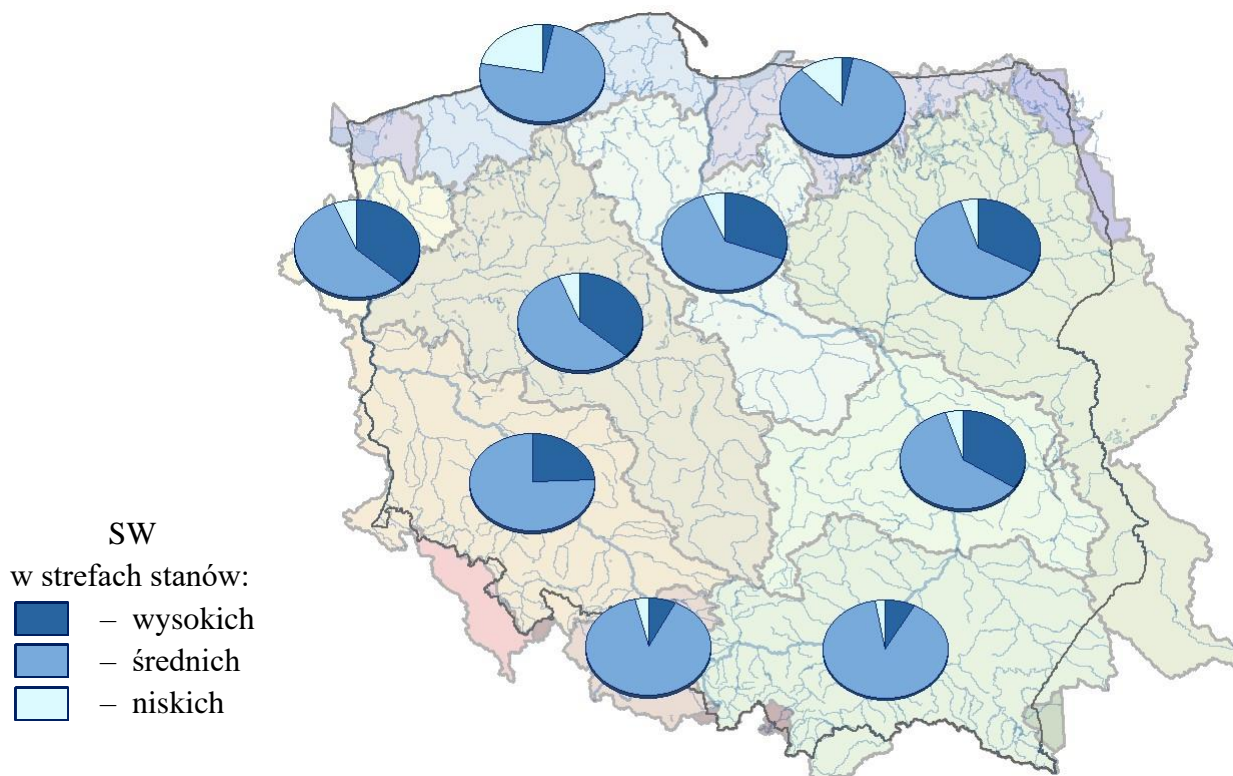 SW
w strefach stanów:
– wysokich
– średnich
– niskich